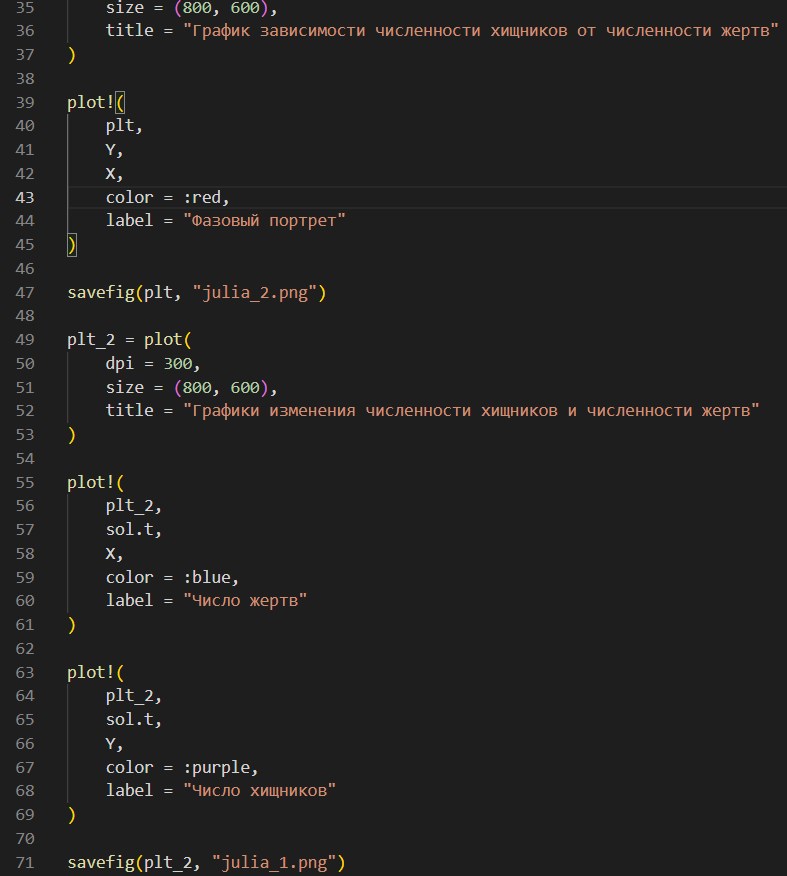 35 size = (800, 600),
36 title = "График зависимости численности хищников от численности жертв"
37 )
38
39 plot!(
40 plt,
41 Y,
42 X,
43 color = :red,
44 label = "Фазовый портрет"
45 )
46
47 savefig(plt, "julia_2.png")
48
49 plt_2 = plot(
50 dpi = 300,
51 size = (800, 600),
52 title = "Графики изменения численности хищников и численности жертв"
53 )
54
55 plot!(
56 plt_2,
57 sol.t,
58 X,
59 color = :blue,
60 label = "Число жертв"
61 )
62
63 plot!(
64 plt_2,
65 sol.t,
66 Y,
67 color = :purple,
68 label = "Число хищников"
69 )
70
71 savefig(plt_2, "julia_1.png")